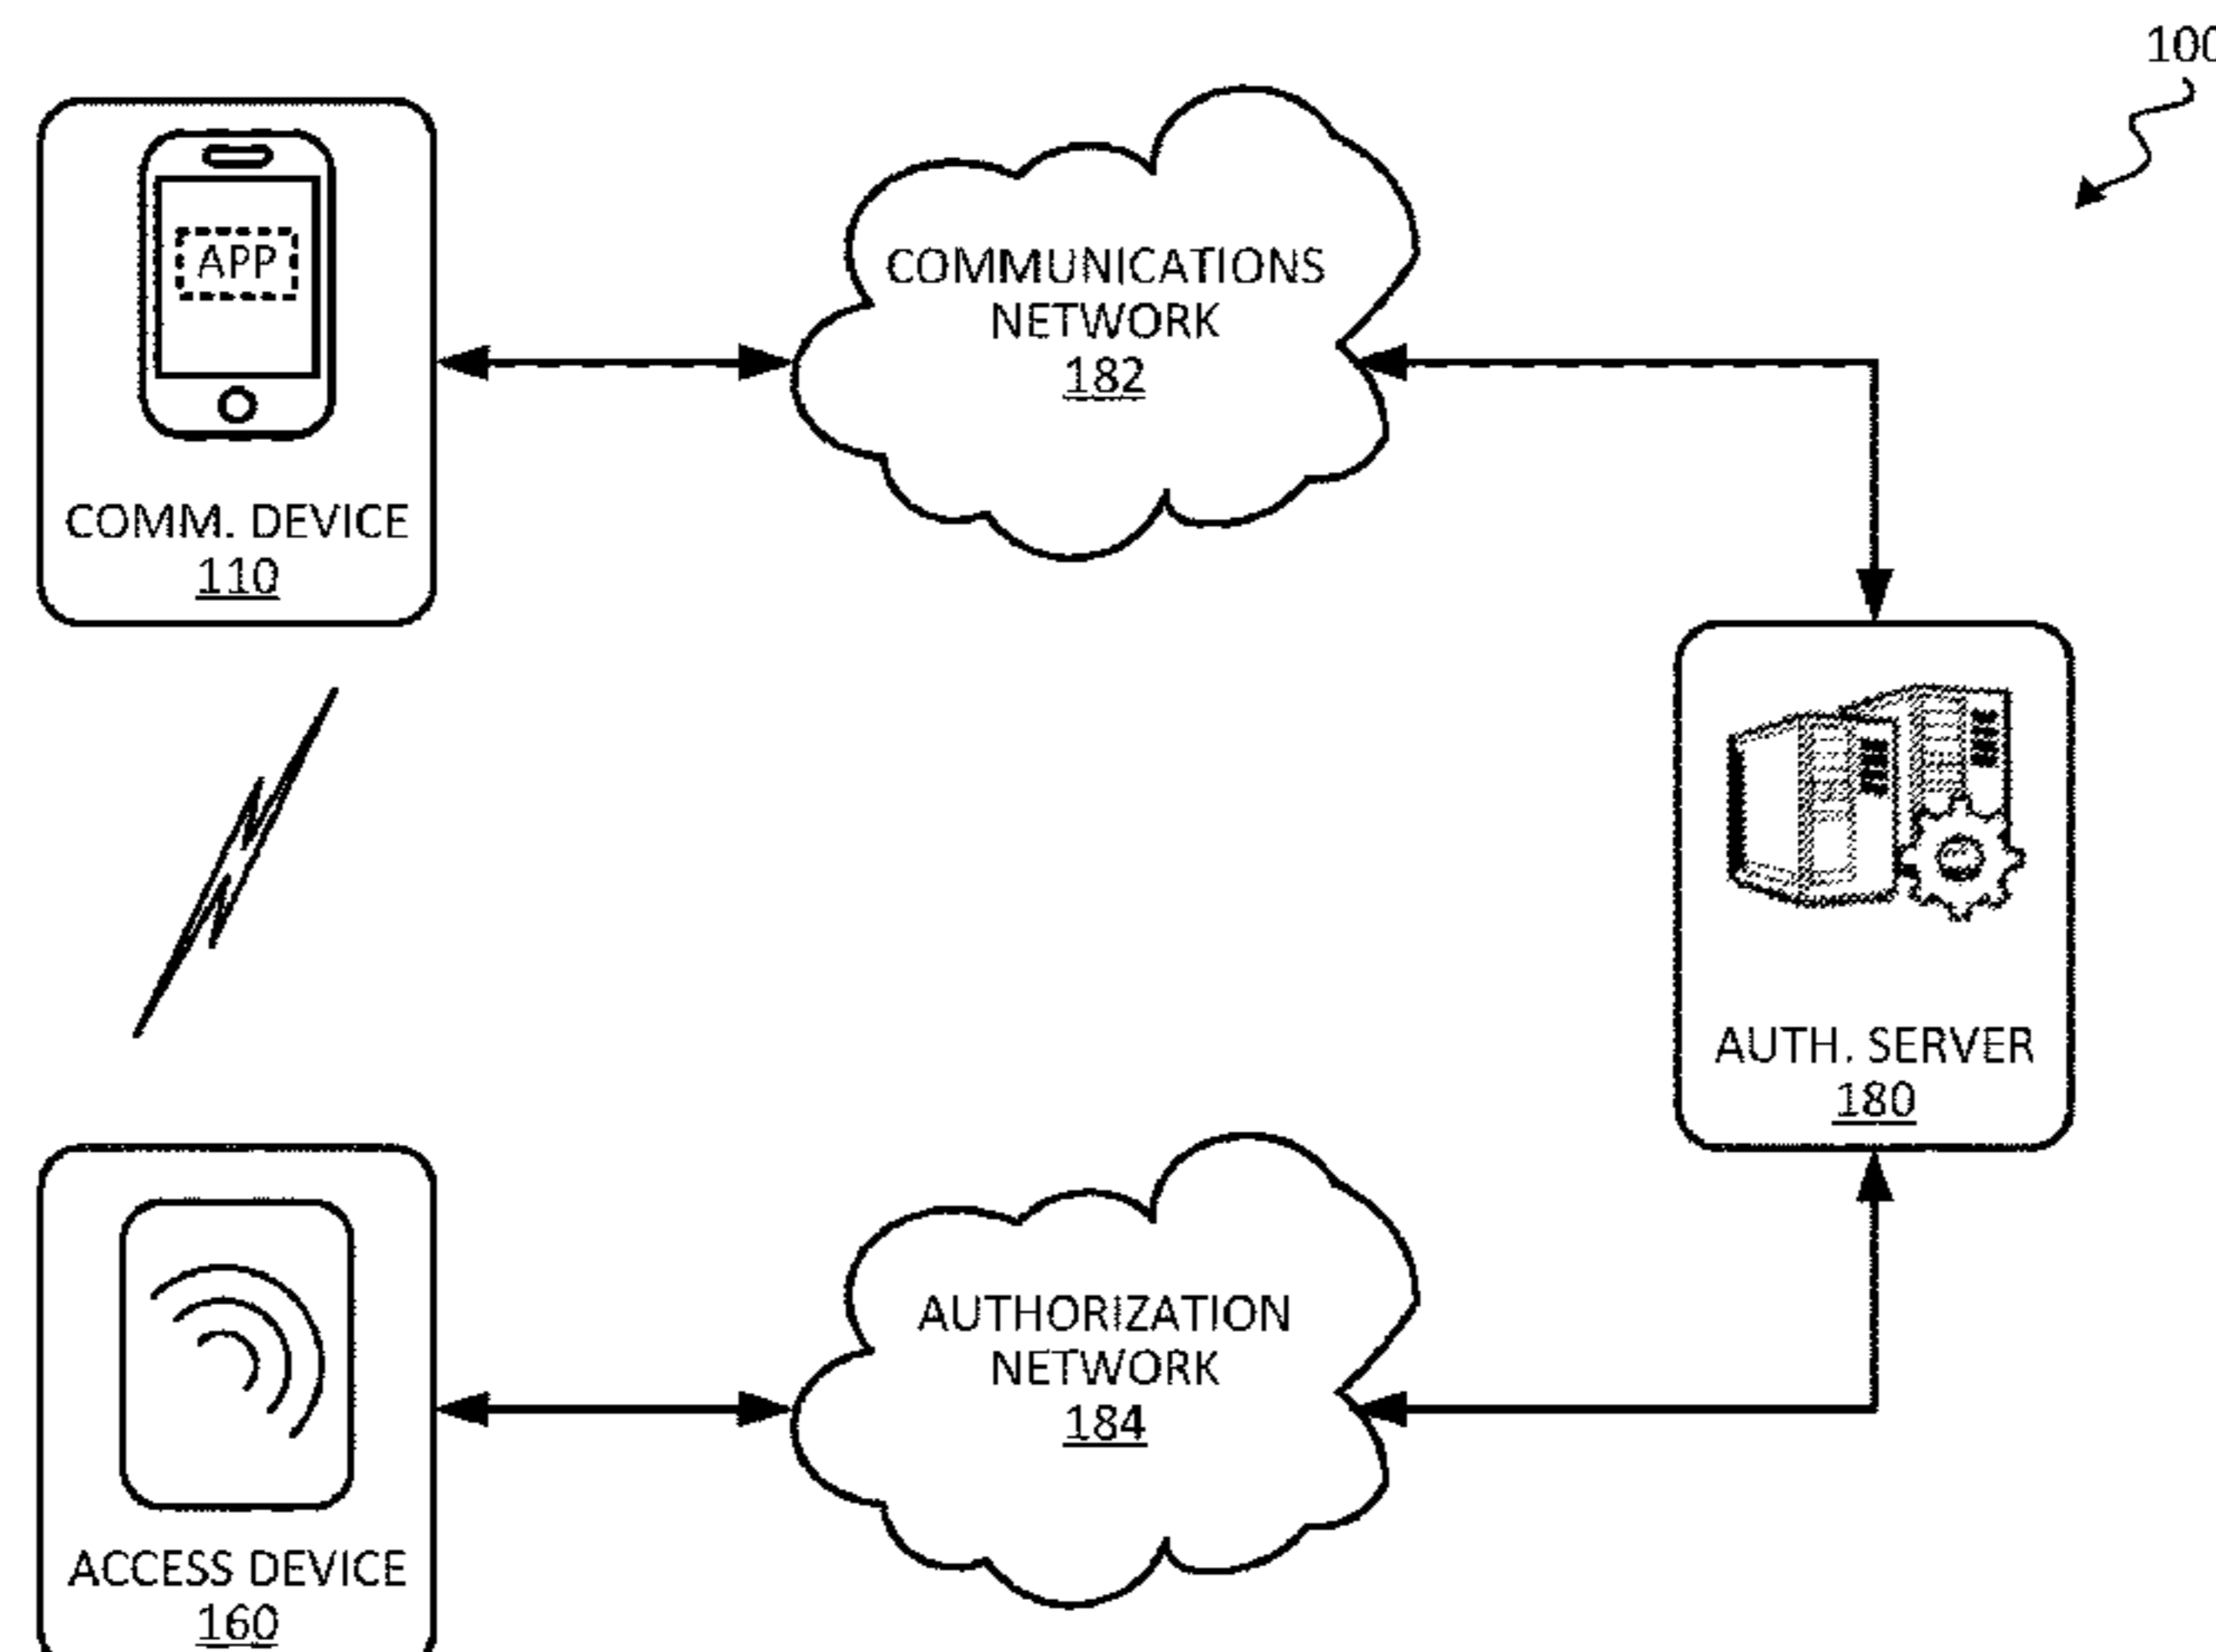 100
APP
COMMUNICATIONS
NETWORK
182
COMM. DEVICE
110
AUTH. SERVER
180
AUTHORIZATION
NETWORK
184
ACCESS DEVICE
160